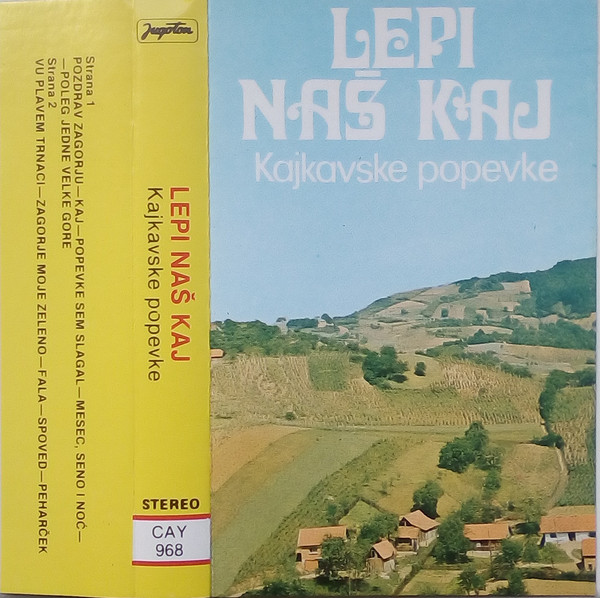 Jugoton
LEPI
NAŠ KAJ
Kajkavske popevke
LEPI NAŠ KAJ
Kajkavske popevke
STEREO
CAY
968
Strana 1
POZDRAV ZAGORJU—KAJ—POPEVKE SEM SLAGAL—MESEC, SENO I NOĆ—
—POLEG JEDNE VELKE GORE
Strana 2
VU PLAVEM TRNACI—ZAGORJE MOJE ZELENO—FALA—SPOVED—PEHARČEK